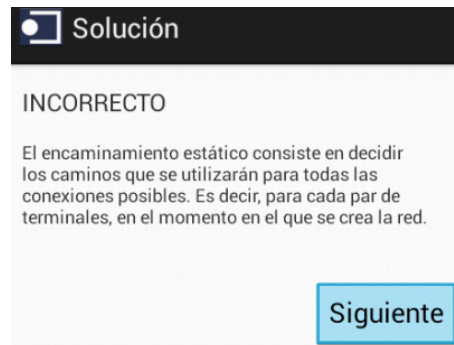 Solución
INCORRECTO
El encaminamiento estático consiste en decidir
los caminos que se utilizarán para todas las
conexiones posibles. Es decir, para cada par de
terminales, en el momento en el que se crea la red.
Siguiente